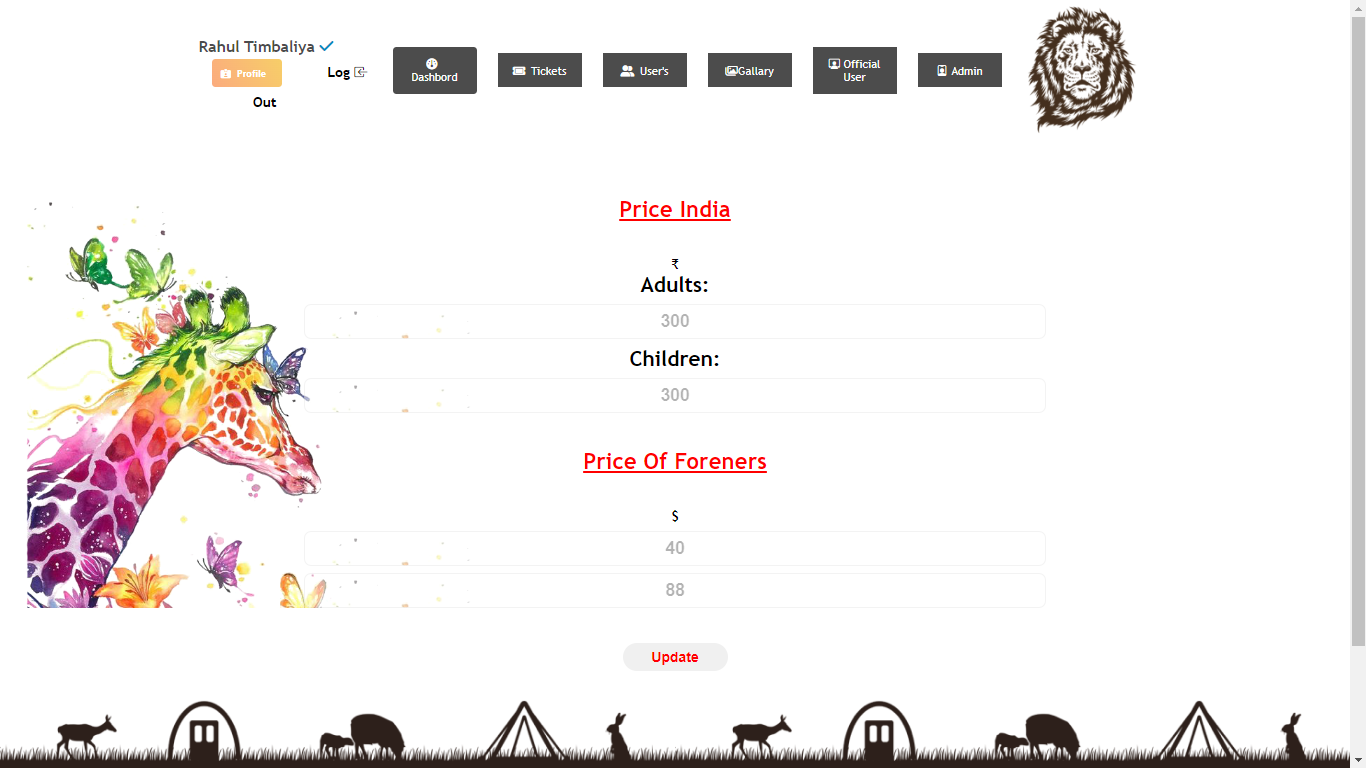 Rahul Timbaliya
Profile
Log
Out
Dashbord
Tickets
User's
Gallary
Official
User
Admin
Price India
₹
Adults:
300
Children:
300
Price Of Foreners
$
40
88
Update